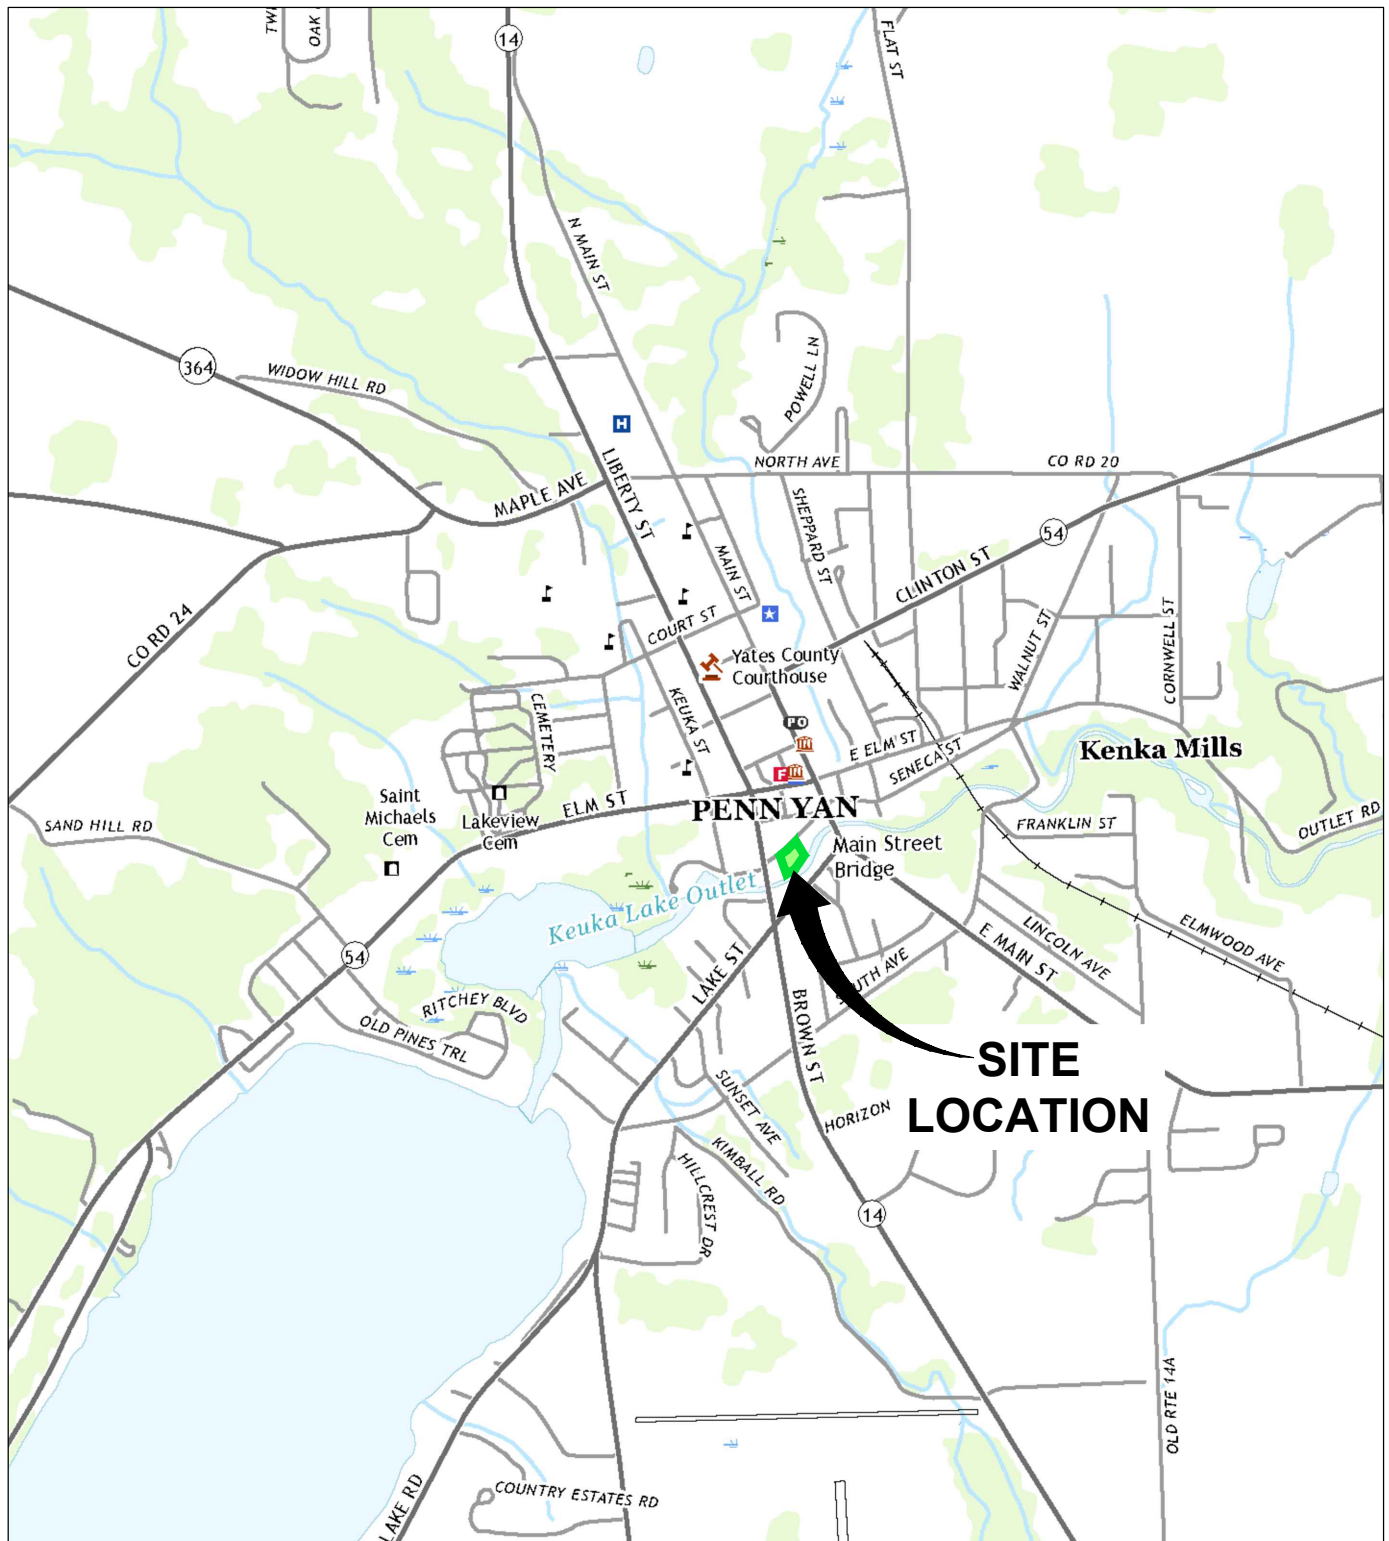 TWI
OAK
14
FLAT ST
N MAIN ST
364
WIDOW HILL RD
POWELL LN
H
NORTH AVE
CO RD 20
MAPLE AVE
LIBERTY ST
SHEPPARD ST
54
MAIN ST
CLINTON ST
CO RD 24
COURT ST
WALNUT ST
CORNWELL ST
Yates County
Courthouse
KEUKA ST
CEMETERY
PO
E ELM ST
SENECA ST
Kenka Mills
F
Saint
Michaels
Cem
Lakeview
Cem
ELM ST
PENN YAN
SAND HILL RD
FRANKLIN ST
OUTLET RD
Main Street
Bridge
Keuka Lake Outlet
LINCOLN AVE
ELMWOOD AVE
E MAIN ST
54
LAKE ST
SOUTH AVE
BROWN ST
RITCHEY BLVD
OLD PINES TRL
SITE
LOCATION
SUNSET AVE
HORIZON
KIMBALL RD
HILLCREST DR
14
OLD RTE 14A
COUNTRY ESTATES RD
LAKE RD